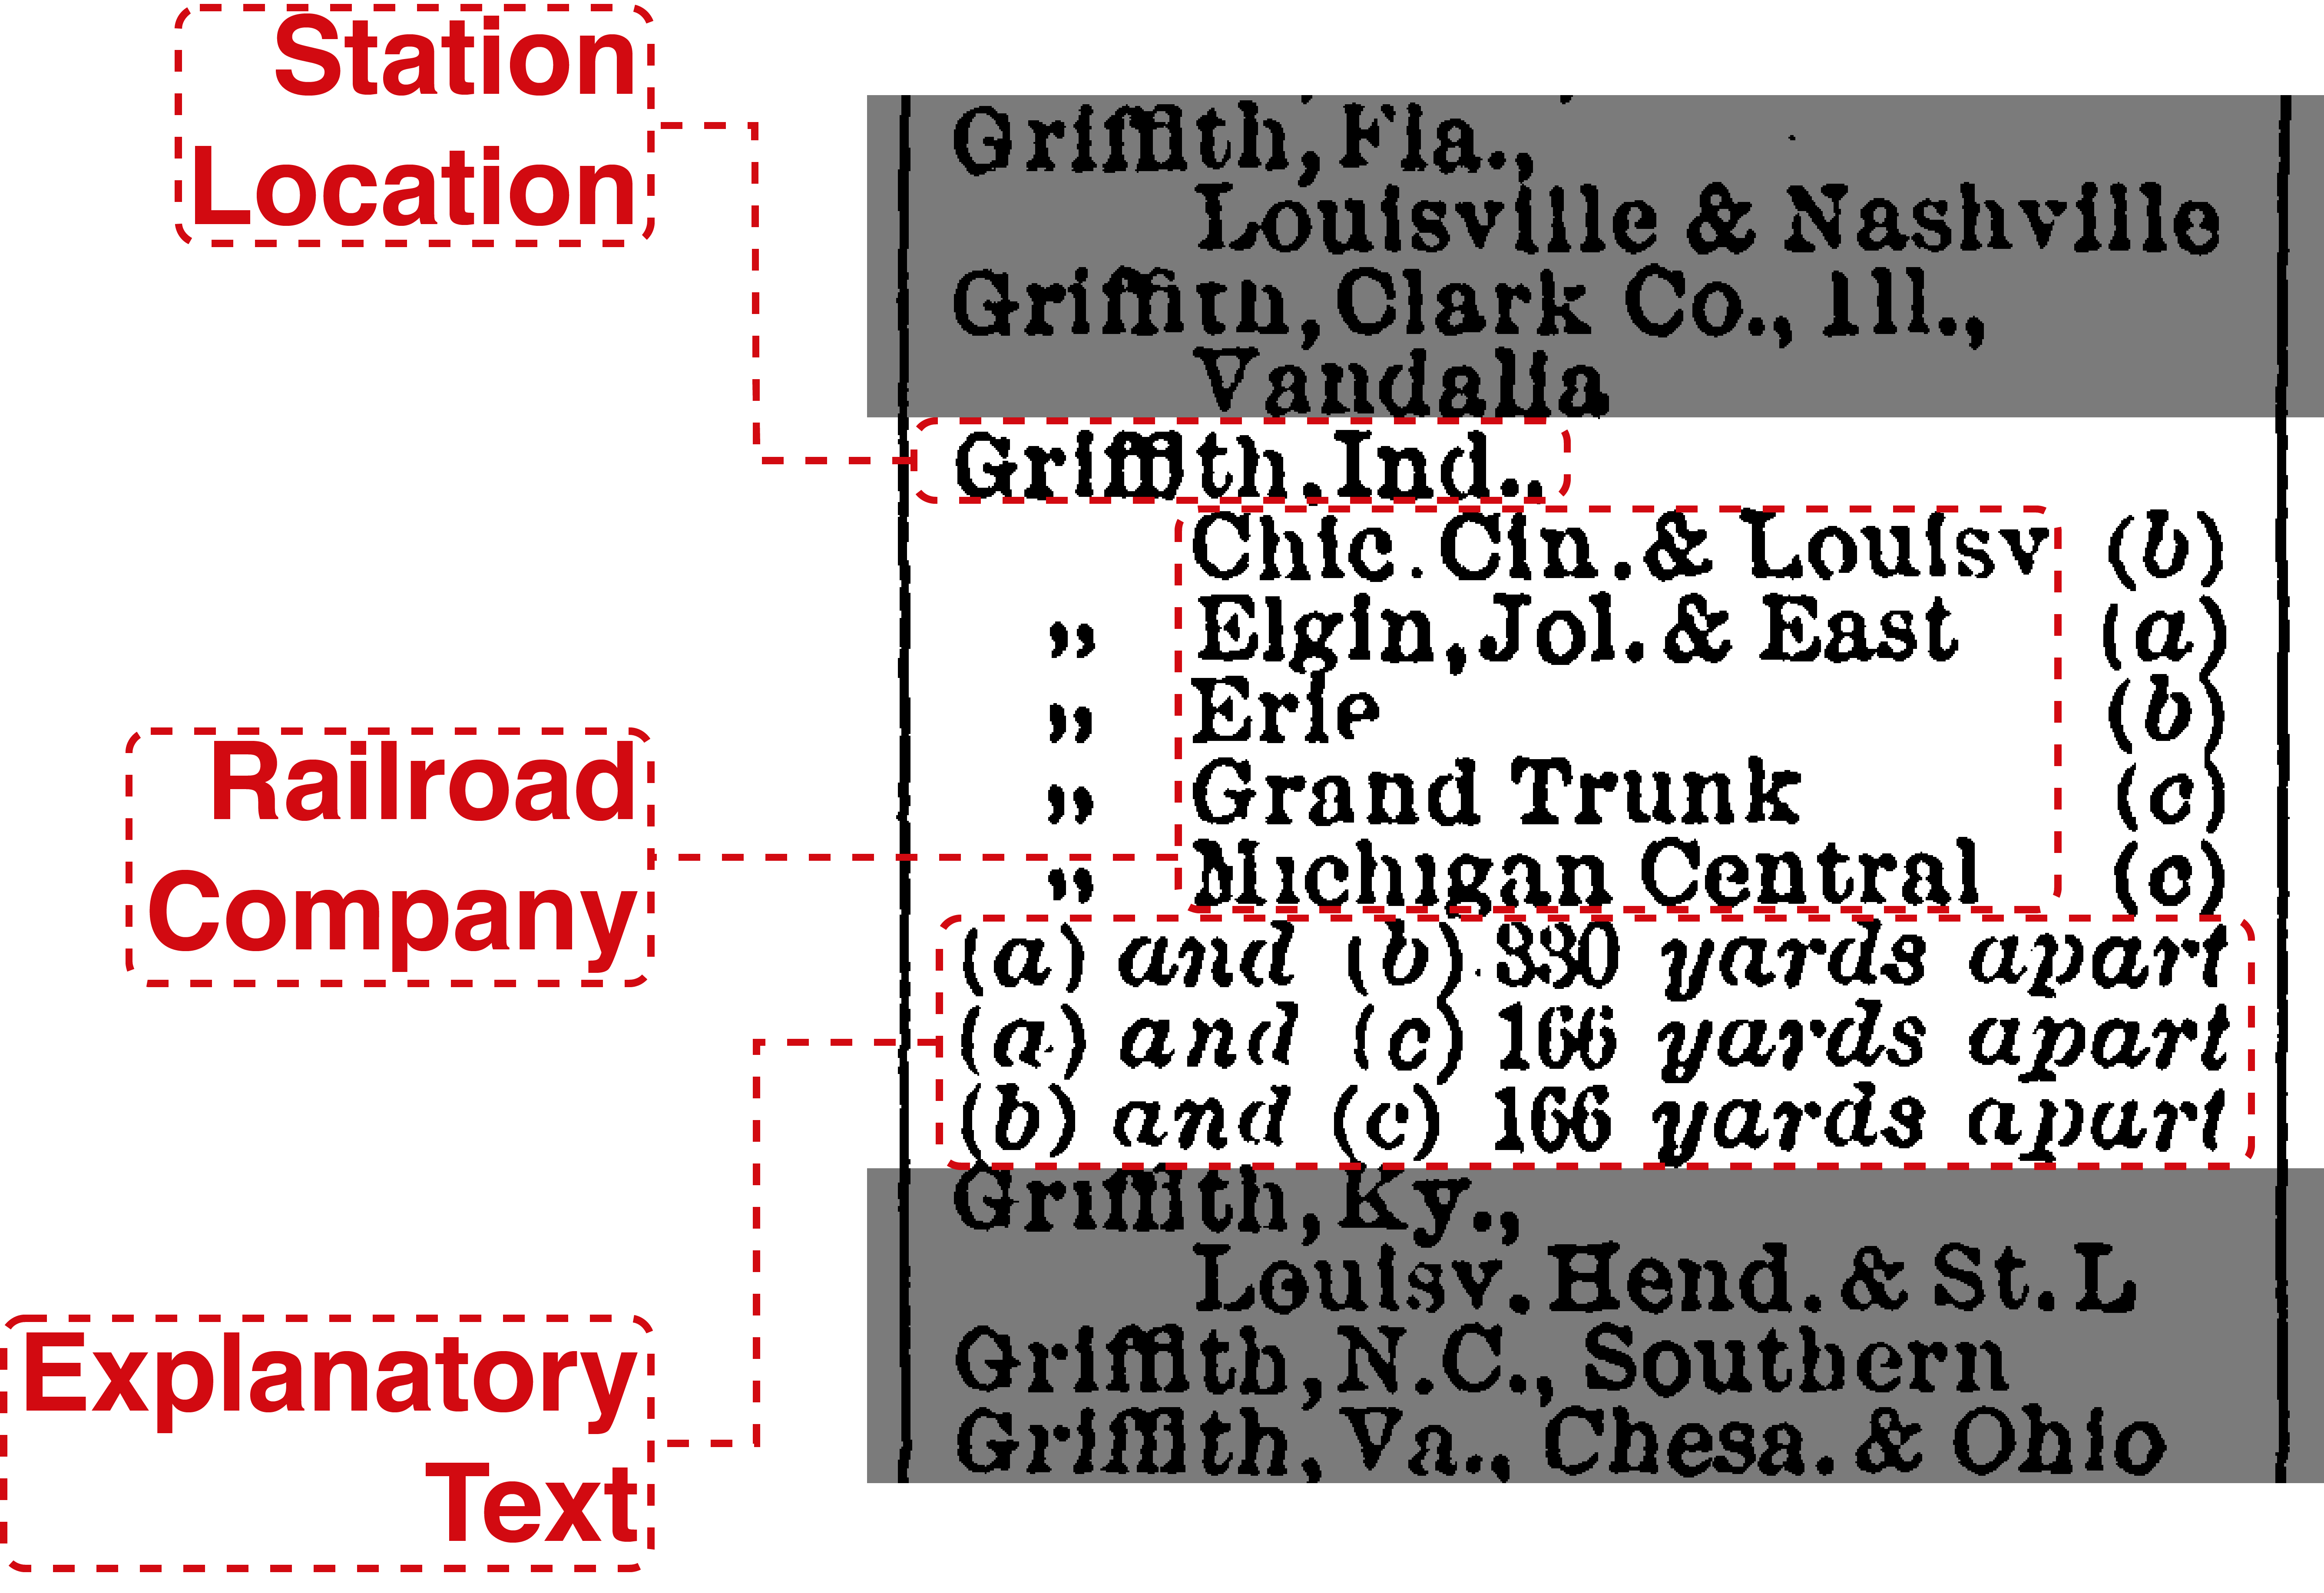 Station
Location
Griffith, Fla.,
Louisville & Nashville
Griffith, Clark Co., Ill.,
Vandalia
Griffith, Ind.,
Chic. Cin. & Louisv (b)
„ Elgin, Jol. & East (a)
„ Erie (b)
„ Grand Trunk (c)
„ Michigan Central (c)
Railroad
Company
(a) and (b) 330 yards apart
(a) and (c) 166 yards apart
(b) and (c) 166 yards apart
Griffith, Ky.,
Louisv. Hend. & St. L
Griffith, N.C., Southern
Griffith, Va., Chesa. & Ohio
Explanatory
Text